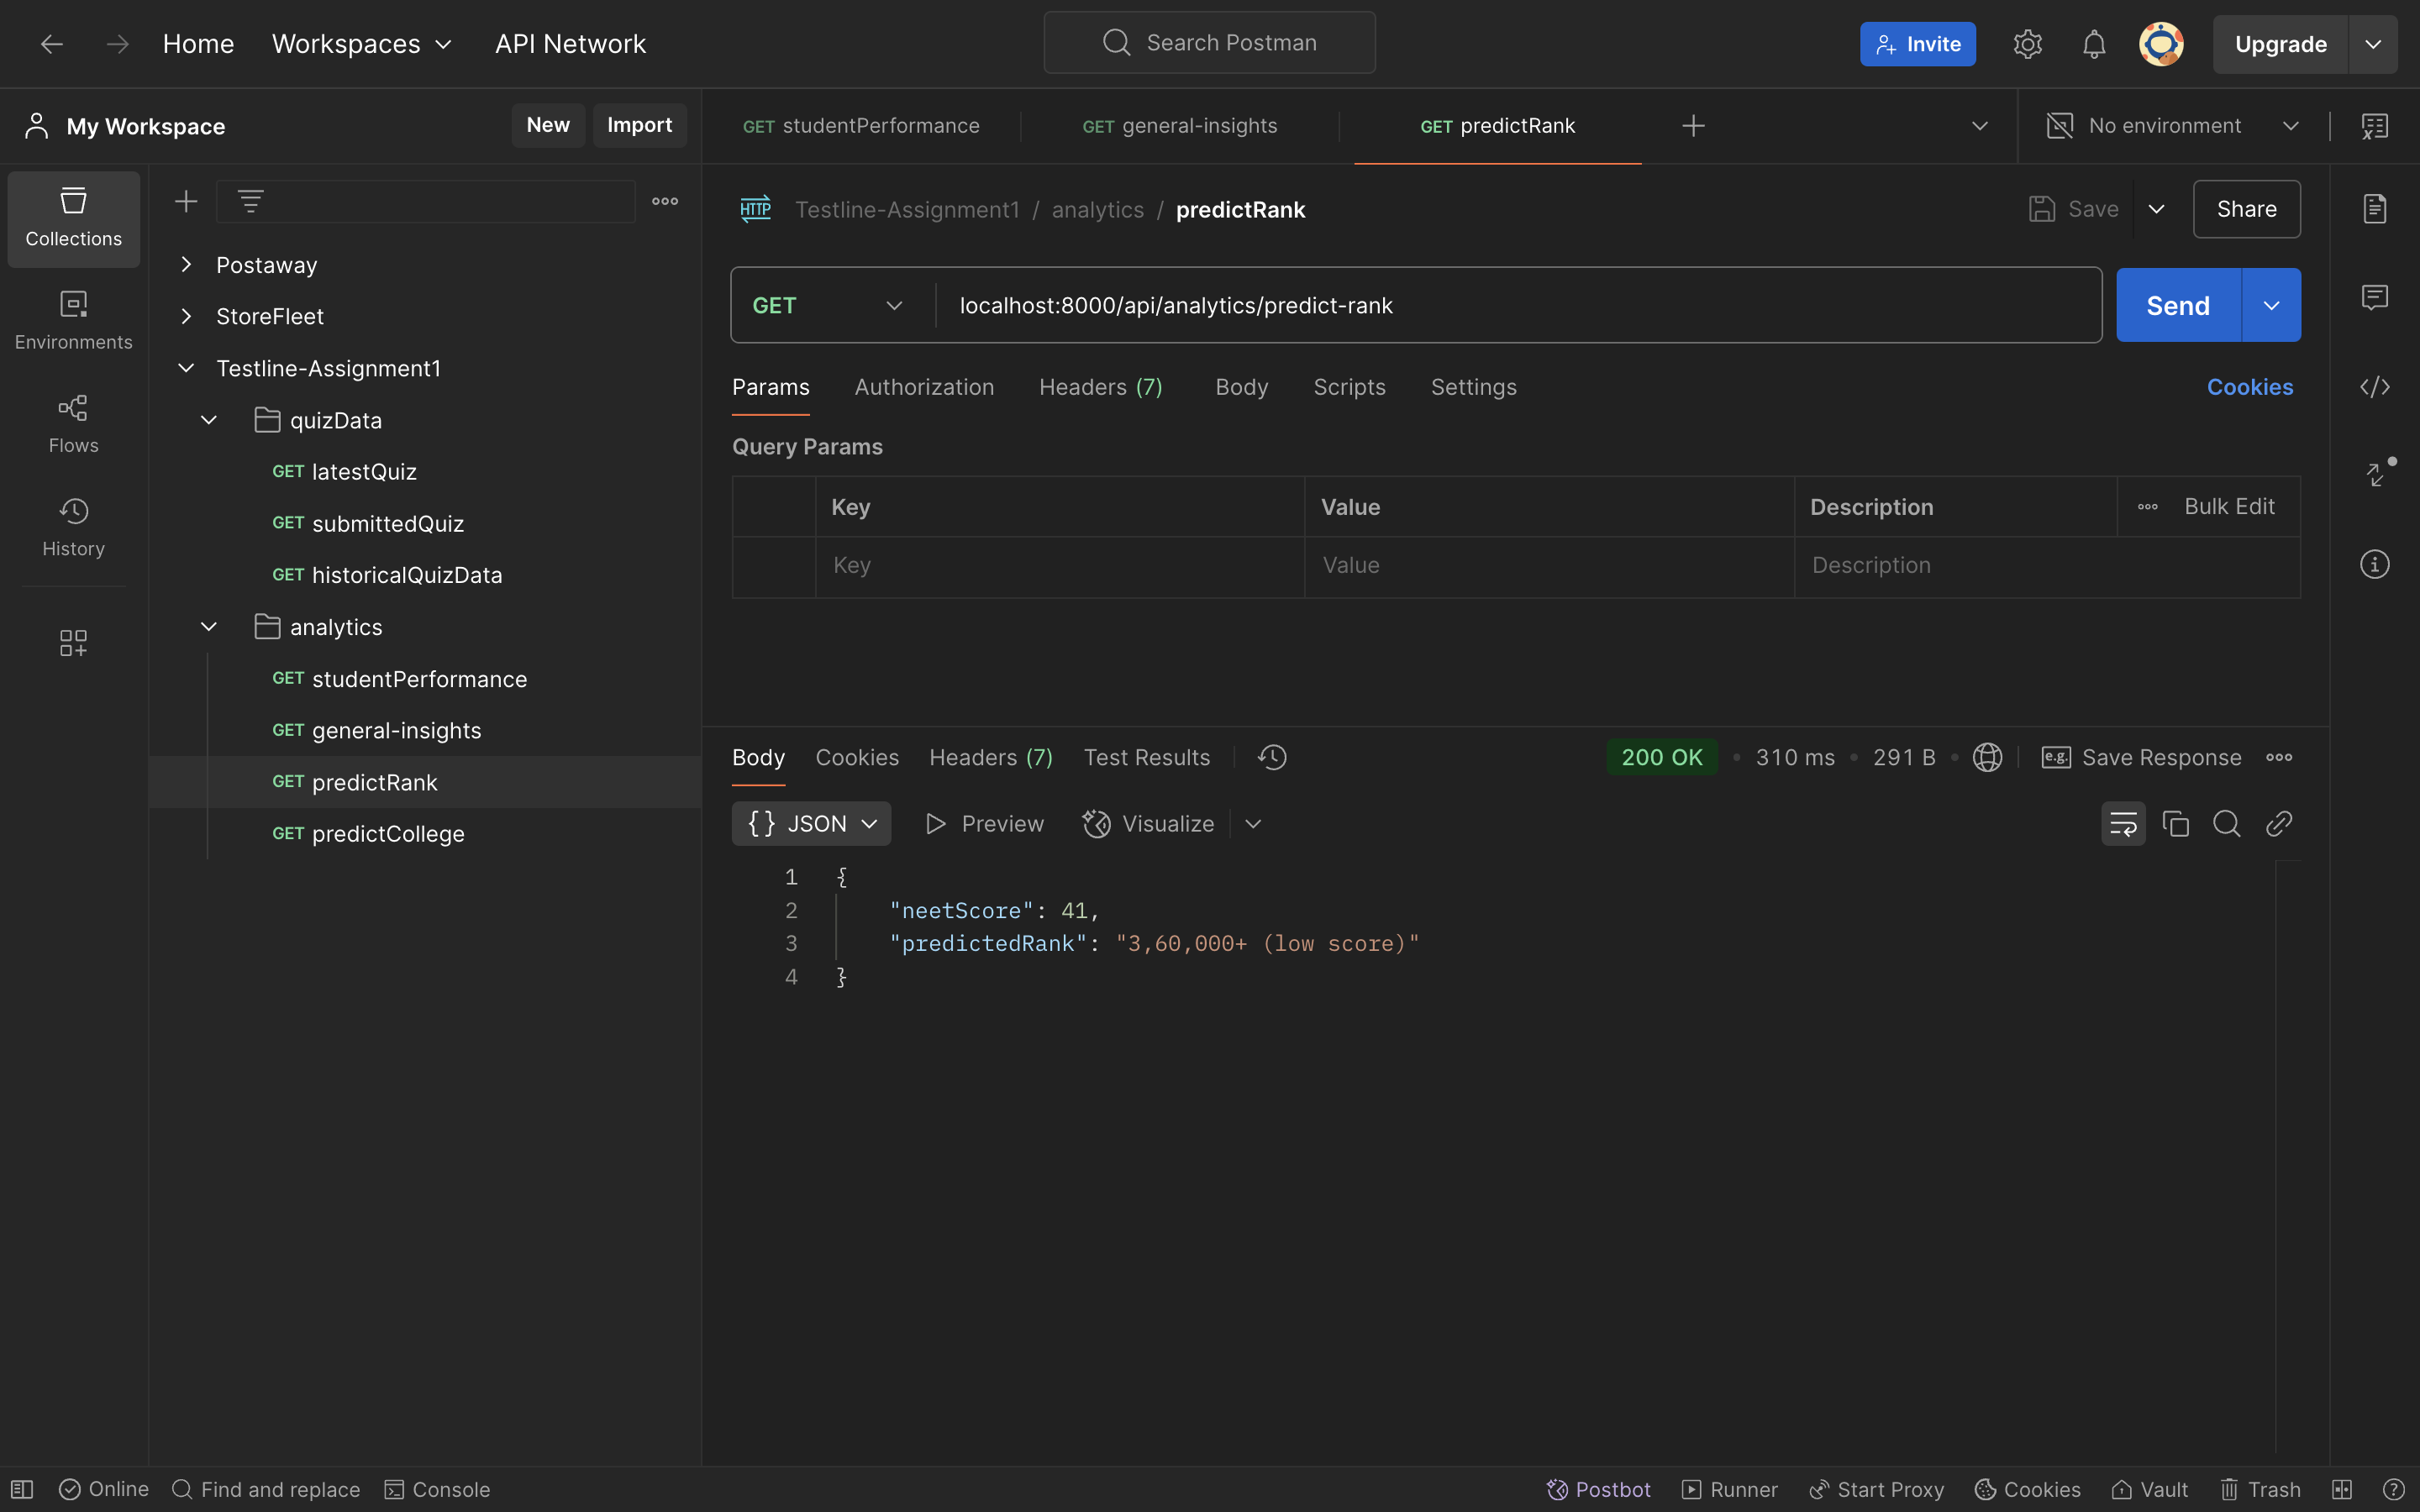 Home Workspaces API Network Search Postman Invite Upgrade
My Workspace New Import GET studentPerformance GET general-insights GET predictRank No environment
Collections
Environments
Flows
History
Postaway
StoreFleet
Testline-Assignment1
quizData
GET latestQuiz
GET submittedQuiz
GET historicalQuizData
analytics
GET studentPerformance
GET general-insights
GET predictRank
GET predictCollege
HTTP Testline-Assignment1 / analytics / predictRank Save Share
GET localhost:8000/api/analytics/predict-rank Send
Params Authorization Headers (7) Body Scripts Settings Cookies
Query Params
Key Value Description Bulk Edit
Key Value Description
Body Cookies Headers (7) Test Results 200 OK • 310 ms • 291 B • e.g. Save Response
{} JSON Preview Visualize
1 {
2 "neetScore": 41,
3 "predictedRank": "3,60,000+ (low score)"
4 }
Online Find and replace Console Postbot Runner Start Proxy Cookies Vault Trash